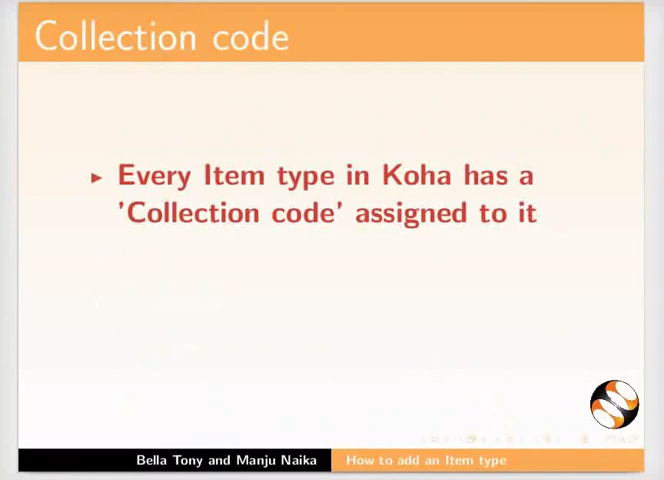 Collection code
▸ Every Item type in Koha has a
'Collection code' assigned to it
Bella Tony and Manju Naika
How to add an Item type